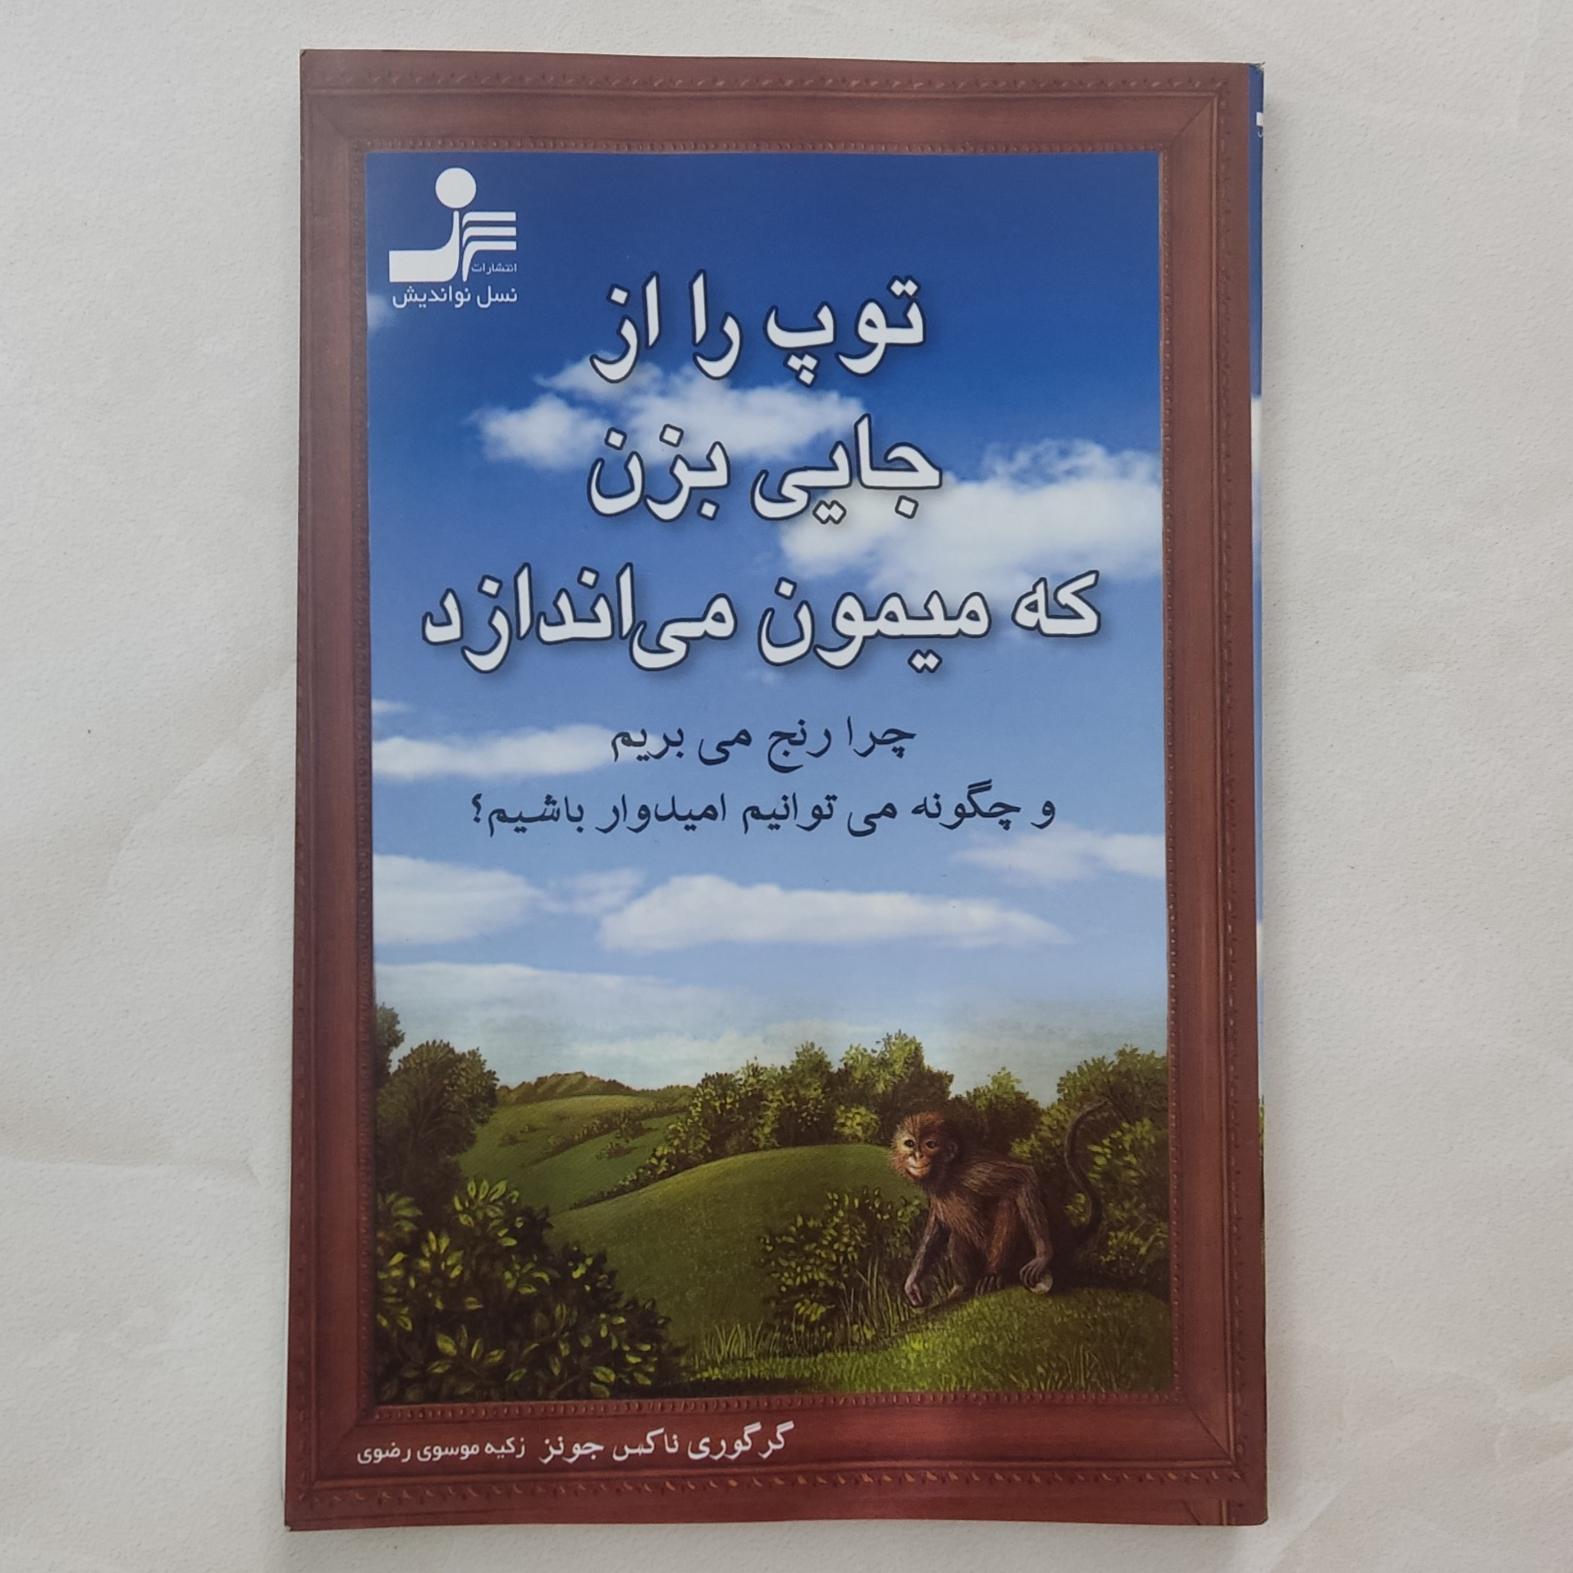 انتشارات
نسل نواندیش
توپ را از
جایی بزن
که میمون می‌اندازد
چرا رنج می بریم
و چگونه می توانیم امیدوار باشیم؟
گرگوری ناکس جونز زکیه موسوی رضوی